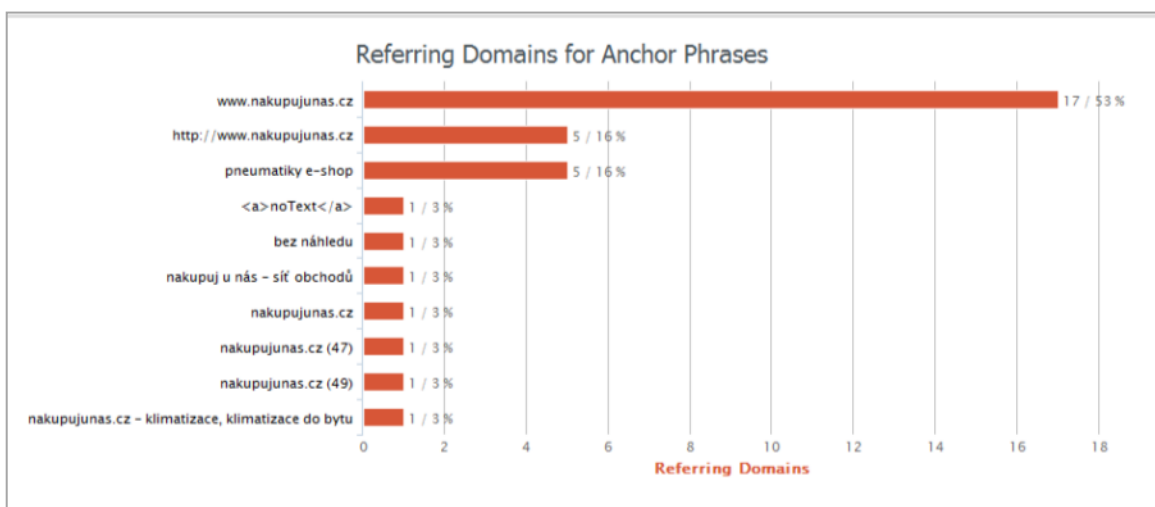 Referring Domains for Anchor Phrases
www.nakupujunas.cz 17 / 53 %
http://www.nakupujunas.cz 5 / 16 %
pneumatiky e-shop 5 / 16 %
<a>noText</a> 1 / 3 %
bez náhledu 1 / 3 %
nakupuj u nás - síť obchodů 1 / 3 %
nakupujunas.cz 1 / 3 %
nakupujunas.cz (47) 1 / 3 %
nakupujunas.cz (49) 1 / 3 %
nakupujunas.cz - klimatizace, klimatizace do bytu 1 / 3 %
0 2 4 6 8 10 12 14 16 18
Referring Domains